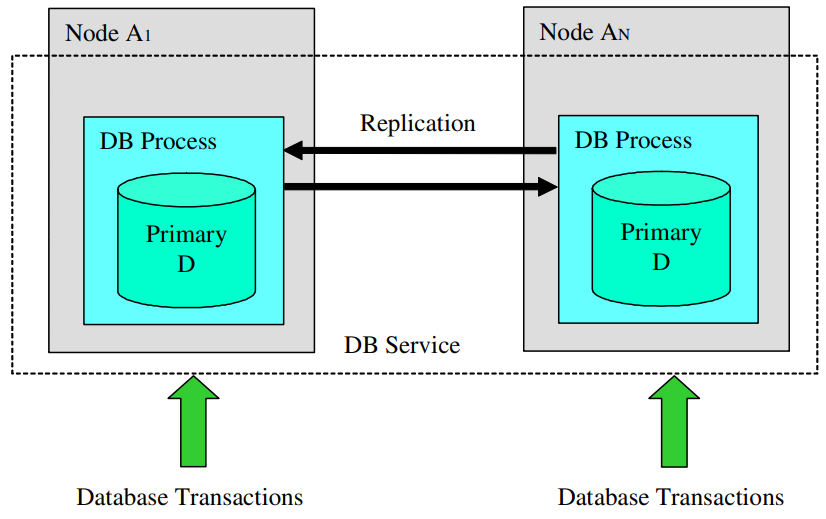 Node A1
Node AN
DB Process
Replication
DB Process
Primary
D
Primary
D
DB Service
Database Transactions
Database Transactions